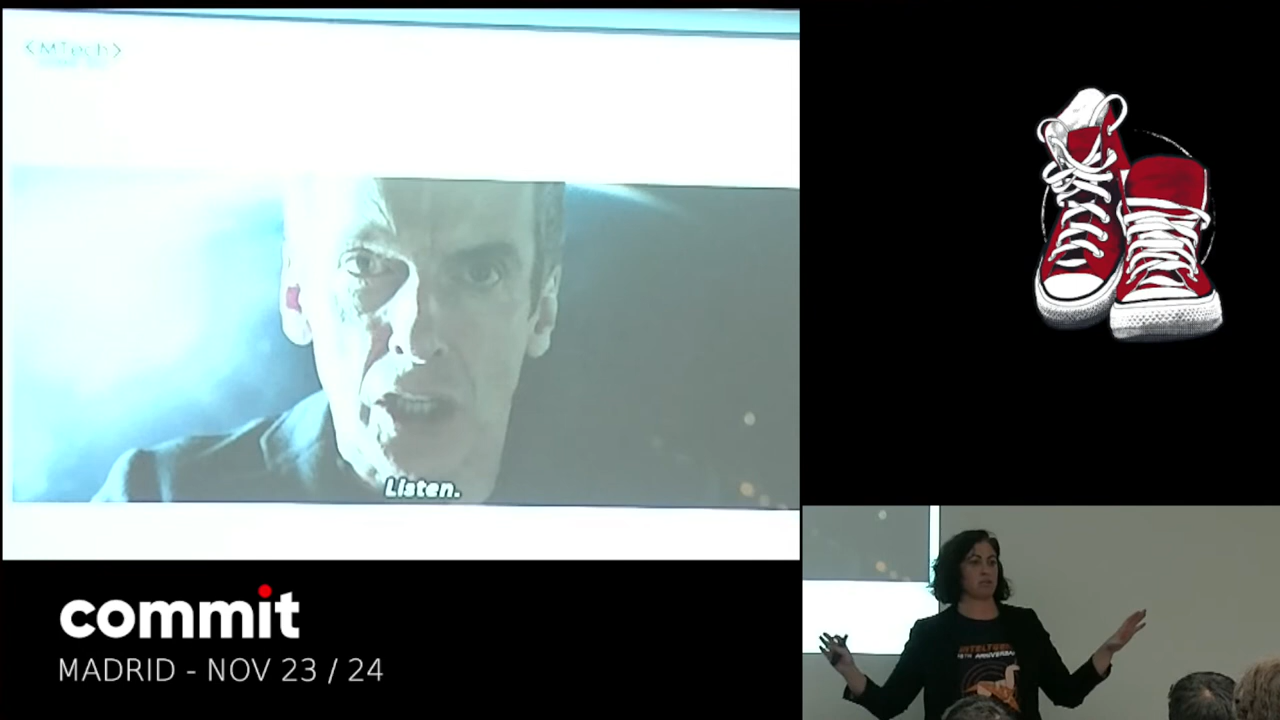 <MTech>
Listen.
commit
MADRID - NOV 23 / 24